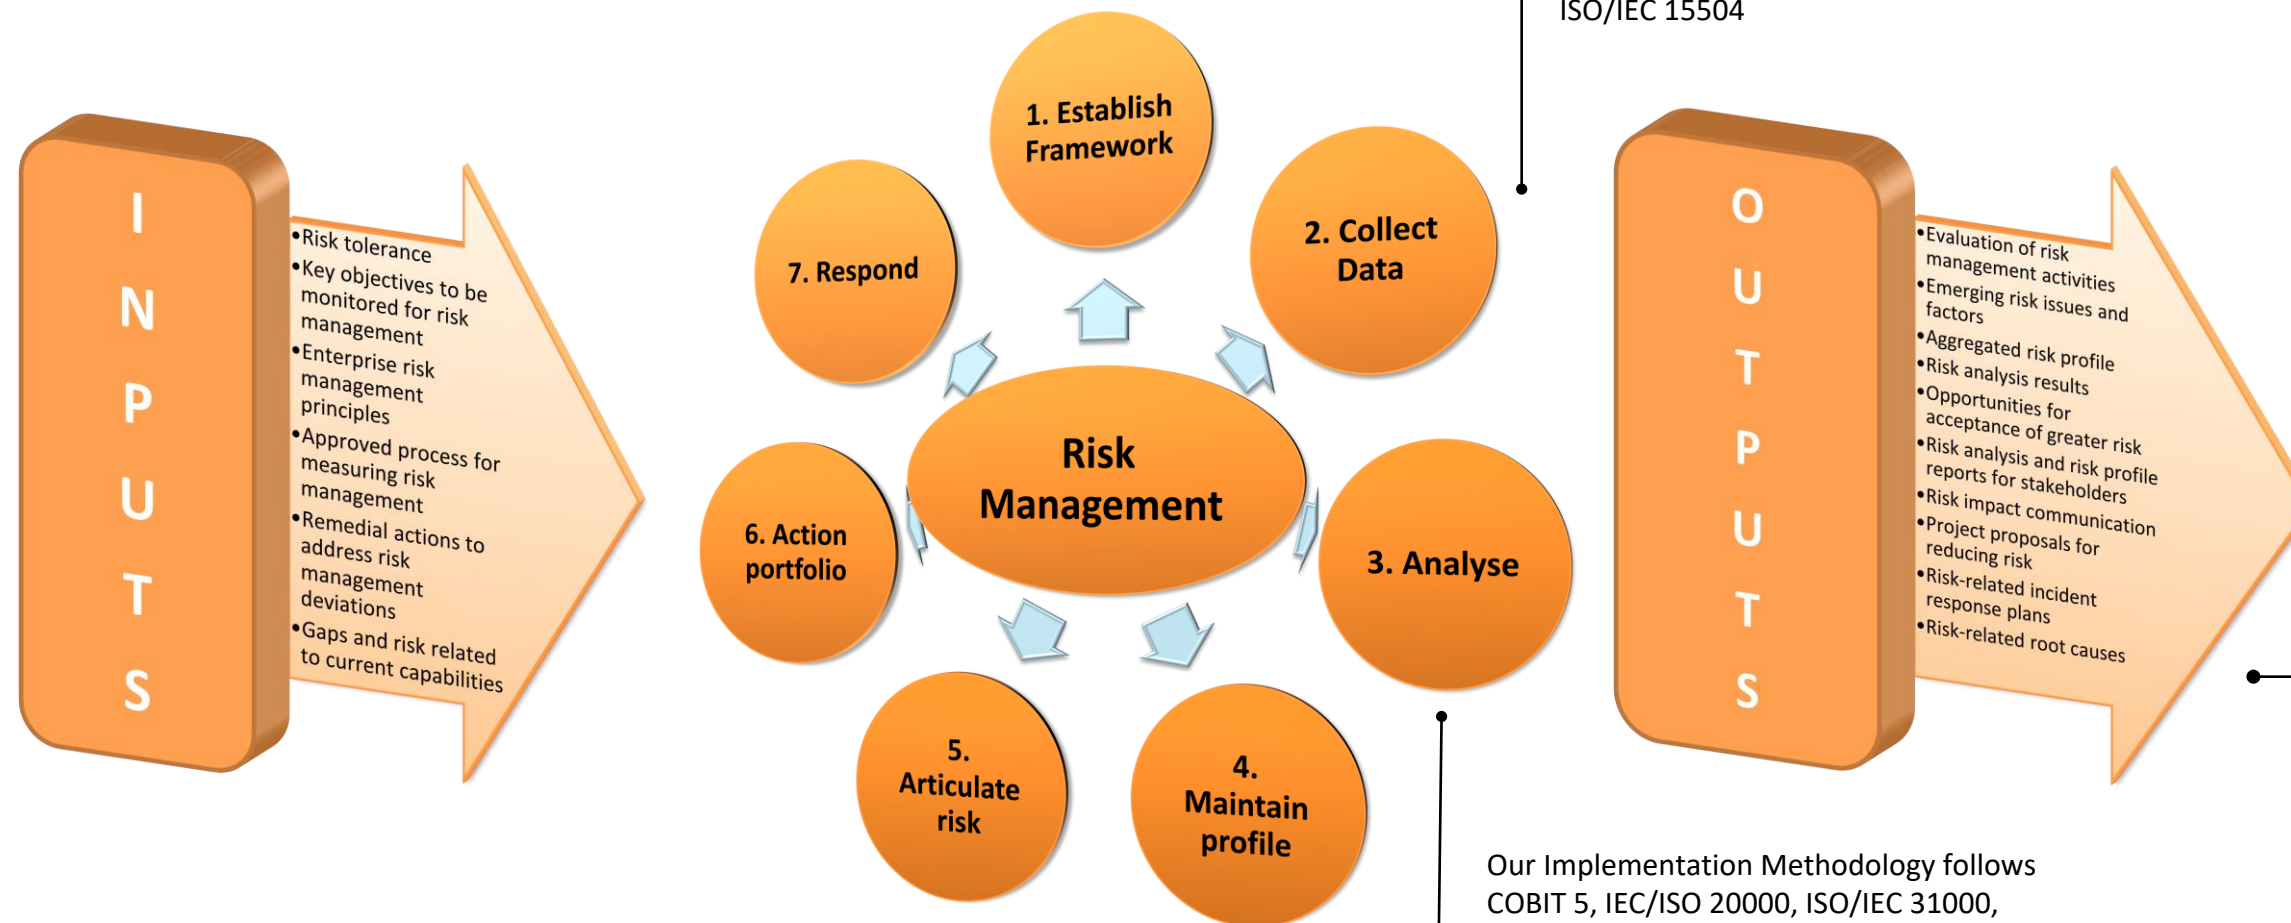 ISO/IEC 15504
I
N
P
U
T
S
•Risk tolerance
•Key objectives to be
monitored for risk
management
•Enterprise risk
management
principles
•Approved process for
measuring risk
management
•Remedial actions to
address risk
management
deviations
•Gaps and risk related
to current capabilities
1. Establish
Framework
2. Collect
Data
3. Analyse
4.
Maintain
profile
5.
Articulate
risk
6. Action
portfolio
7. Respond
Risk
Management
O
U
T
P
U
T
S
•Evaluation of risk
management activities
•Emerging risk issues and
factors
•Aggregated risk profile
•Risk analysis results
•Opportunities for
acceptance of greater risk
•Risk analysis and risk profile
reports for stakeholders
•Risk impact communication
•Project proposals for
reducing risk
•Risk-related incident
response plans
•Risk-related root causes
Our Implementation Methodology follows
COBIT 5, IEC/ISO 20000, ISO/IEC 31000,